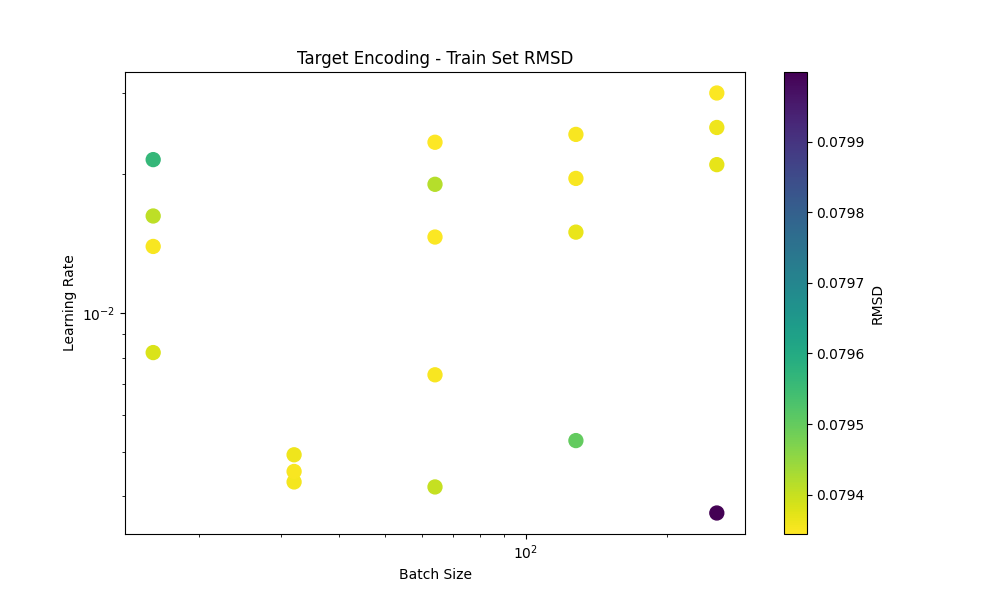 Target Encoding - Train Set RMSD
Learning Rate
10⁻²
10²
Batch Size
0.0799
0.0798
0.0797
0.0796
0.0795
0.0794
RMSD